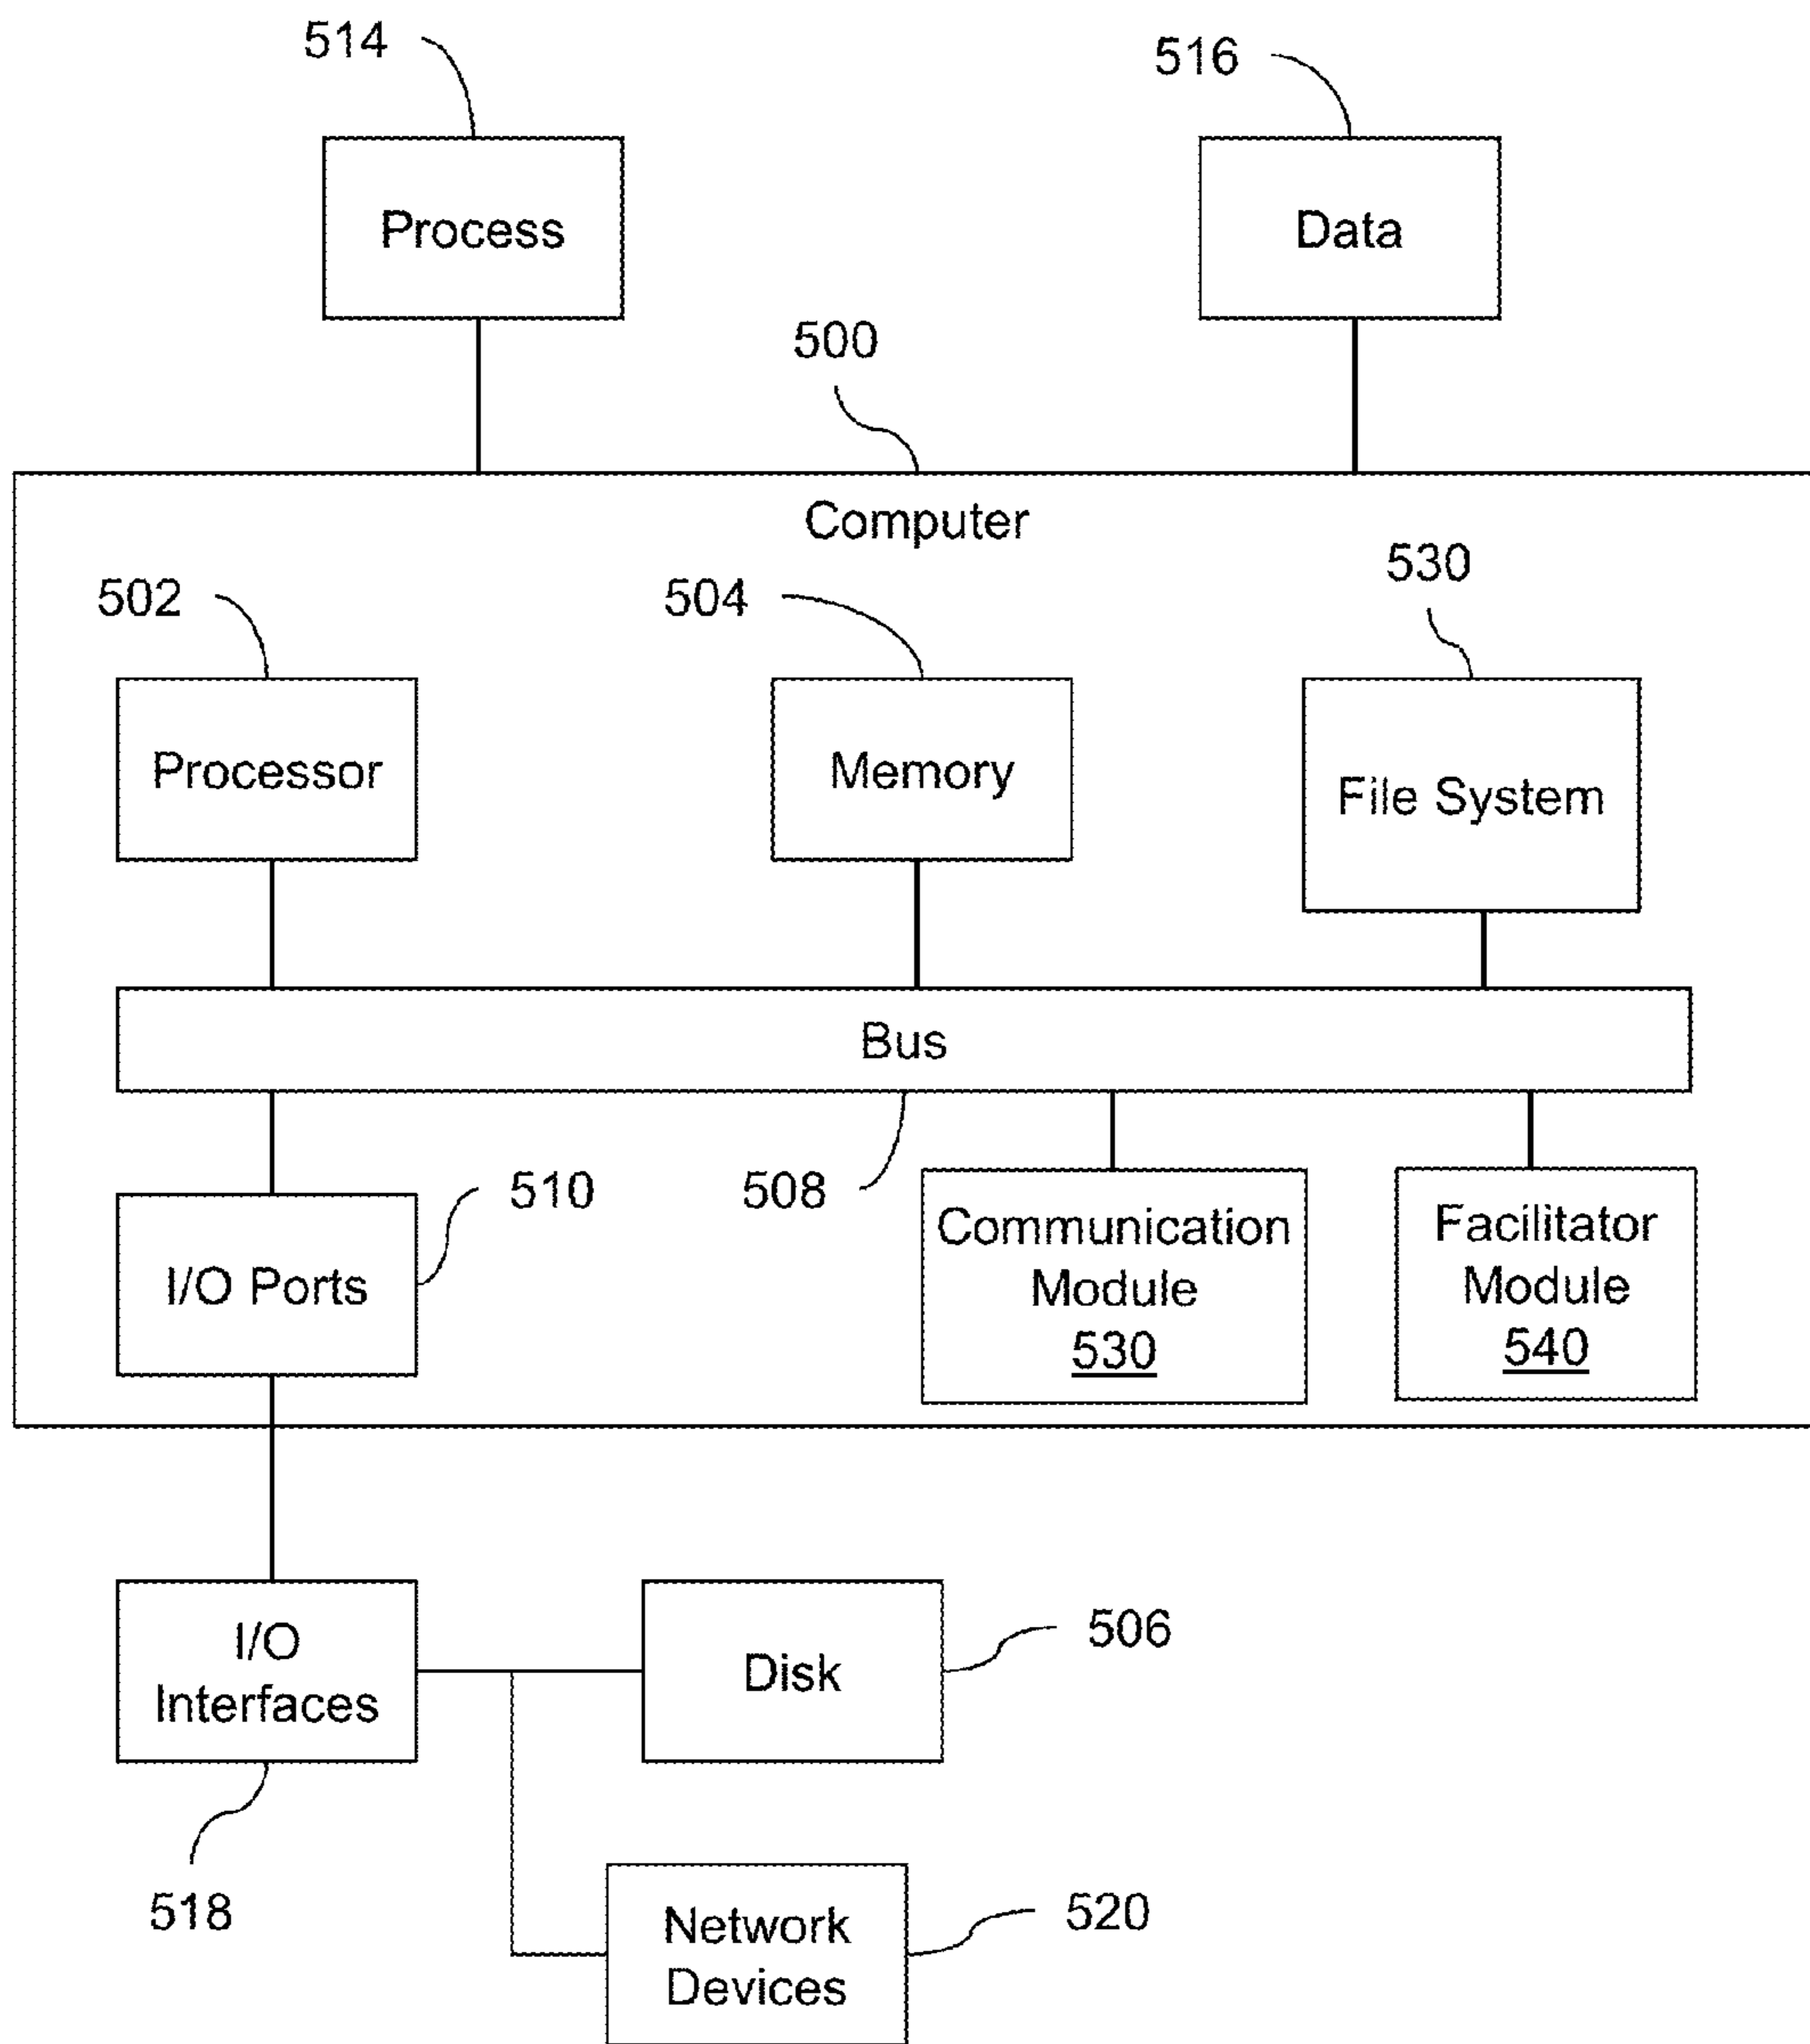 514
516
Process
Data
500
Computer
502
504
530
Processor
Memory
File System
Bus
510
508
I/O Ports
Communication
Module
530
Facilitator
Module
540
I/O
Interfaces
Disk
506
518
Network
Devices
520